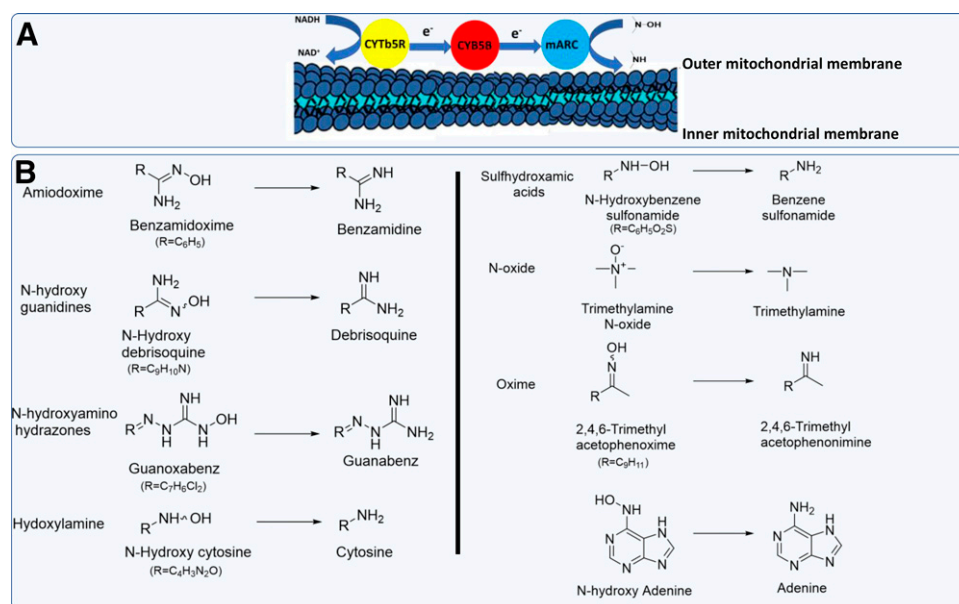 A
NADH
NAD⁺
CYTb5R
e⁻
CYB5B
e⁻
mARC
N-OH
NH
Outer mitochondrial membrane
Inner mitochondrial membrane
B
Amiodoxime
R
N
OH
NH₂
Benzamidoxime
(R=C₆H₅)
R
NH
NH₂
Benzamidine
N-hydroxy
guanidines
NH₂
R
N
OH
N-Hydroxy
debrisoquine
(R=C₉H₁₀N)
NH
R
NH₂
Debrisoquine
N-hydroxyamino
hydrazones
NH
R
N
N
H
N
H
OH
Guanoxabenz
(R=C₇H₆Cl₂)
NH
R
N
N
H
NH₂
Guanabenz
Hydoxylamine
R
NH
OH
N-Hydroxy cytosine
(R=C₄H₃N₂O)
R
NH₂
Cytosine
Sulfhydroxamic
acids
R
NH-OH
N-Hydroxybenzene
sulfonamide
(R=C₆H₅O₂S)
R
NH₂
Benzene
sulfonamide
N-oxide
O⁻
N⁺
Trimethylamine
N-oxide
N
Trimethylamine
Oxime
OH
N
R
2,4,6-Trimethyl
acetophenoxime
(R=C₉H₁₁)
NH
R
2,4,6-Trimethyl
acetophenonimine
HO
NH
H
N
N
N
N
N-hydroxy Adenine
NH₂
H
N
N
N
N
Adenine